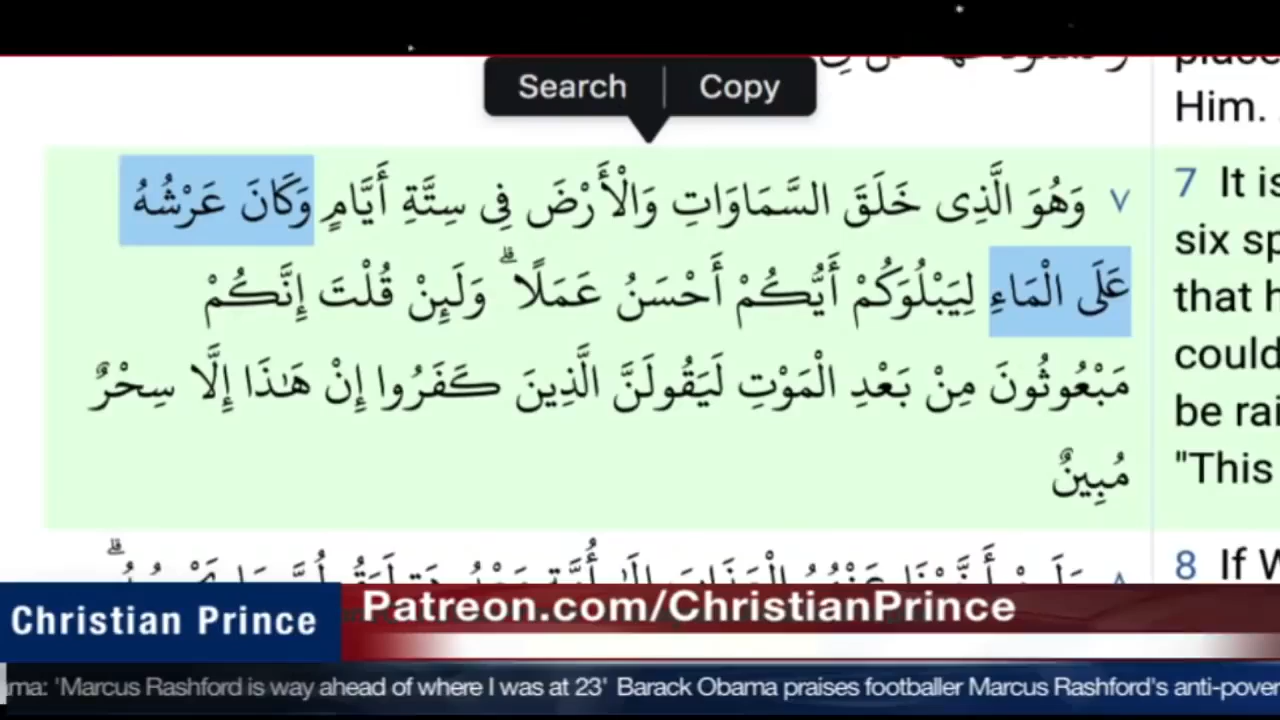 Search
Copy
٧ وَهُوَ الَّذِى خَلَقَ السَّمَاوَاتِ وَالْأَرْضَ فِى سِتَّةِ أَيَّامٍ وَكَانَ عَرْشُهُ
عَلَى الْمَاءِ لِيَبْلُوَكُمْ أَيُّكُمْ أَحْسَنُ عَمَلًا ۗ وَلَئِنْ قُلْتَ إِنَّكُمْ
مَبْعُوثُونَ مِنْ بَعْدِ الْمَوْتِ لَيَقُولَنَّ الَّذِينَ كَفَرُوا إِنْ هَـٰذَا إِلَّا سِحْرٌ
مُبِينٌ
place
Him.
7 It is
six sp
that h
could
be rai
"This
8 If W
Christian Prince
Patreon.com/ChristianPrince
ama: 'Marcus Rashford is way ahead of where I was at 23' Barack Obama praises footballer Marcus Rashford's anti-pover